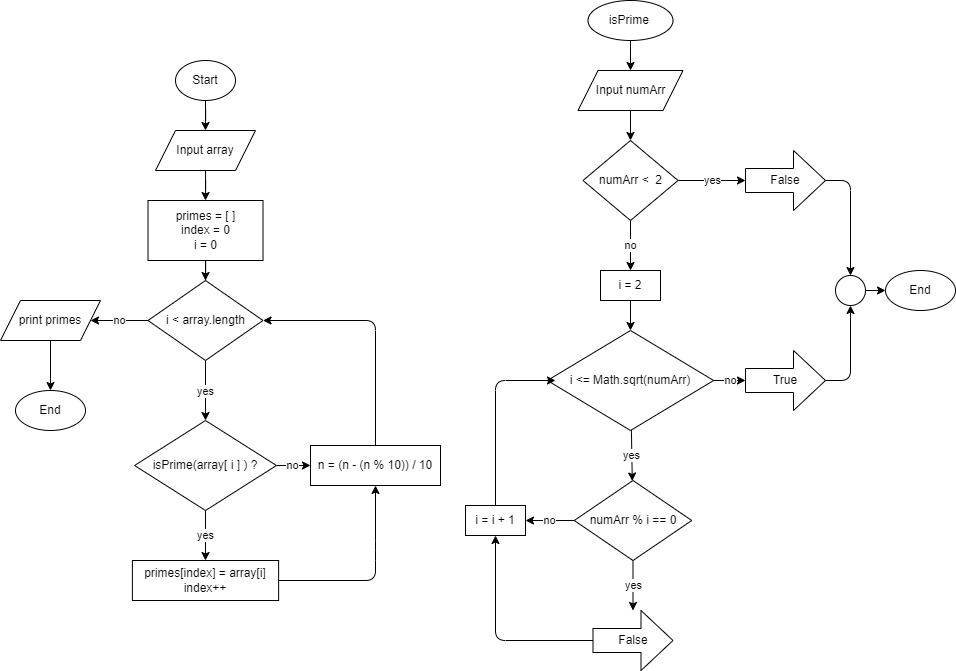 Start
Input array
primes = [ ]
index = 0
i = 0
i < array.length
no
print primes
End
yes
isPrime(array[ i ] ) ?
no
n = (n - (n % 10)) / 10
yes
primes[index] = array[i]
index++
isPrime
Input numArr
numArr < 2
yes
False
no
i = 2
End
i <= Math.sqrt(numArr)
no
True
yes
numArr % i == 0
no
i = i + 1
yes
False